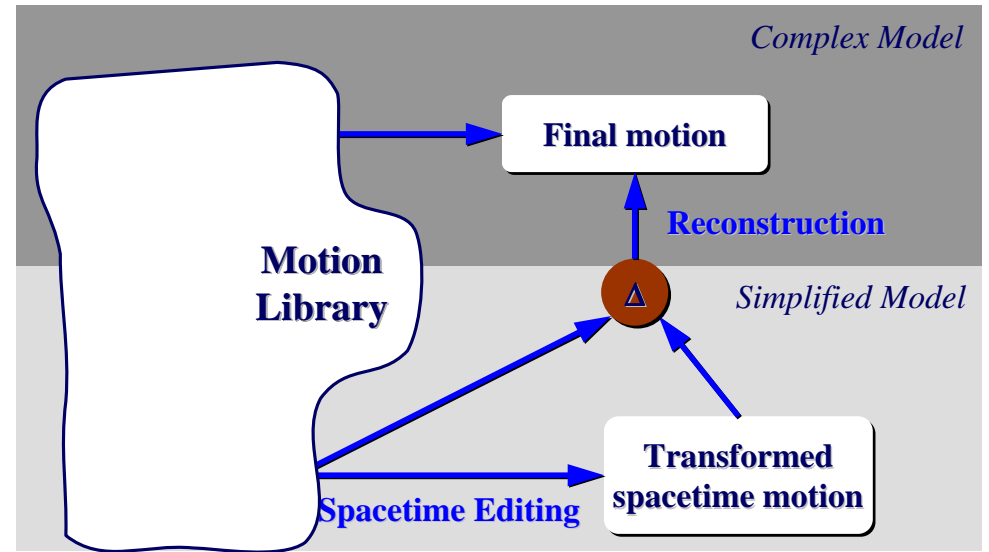 Complex Model
Final motion
Reconstruction
Motion
Library
Δ
Simplified Model
Transformed
spacetime motion
Spacetime Editing